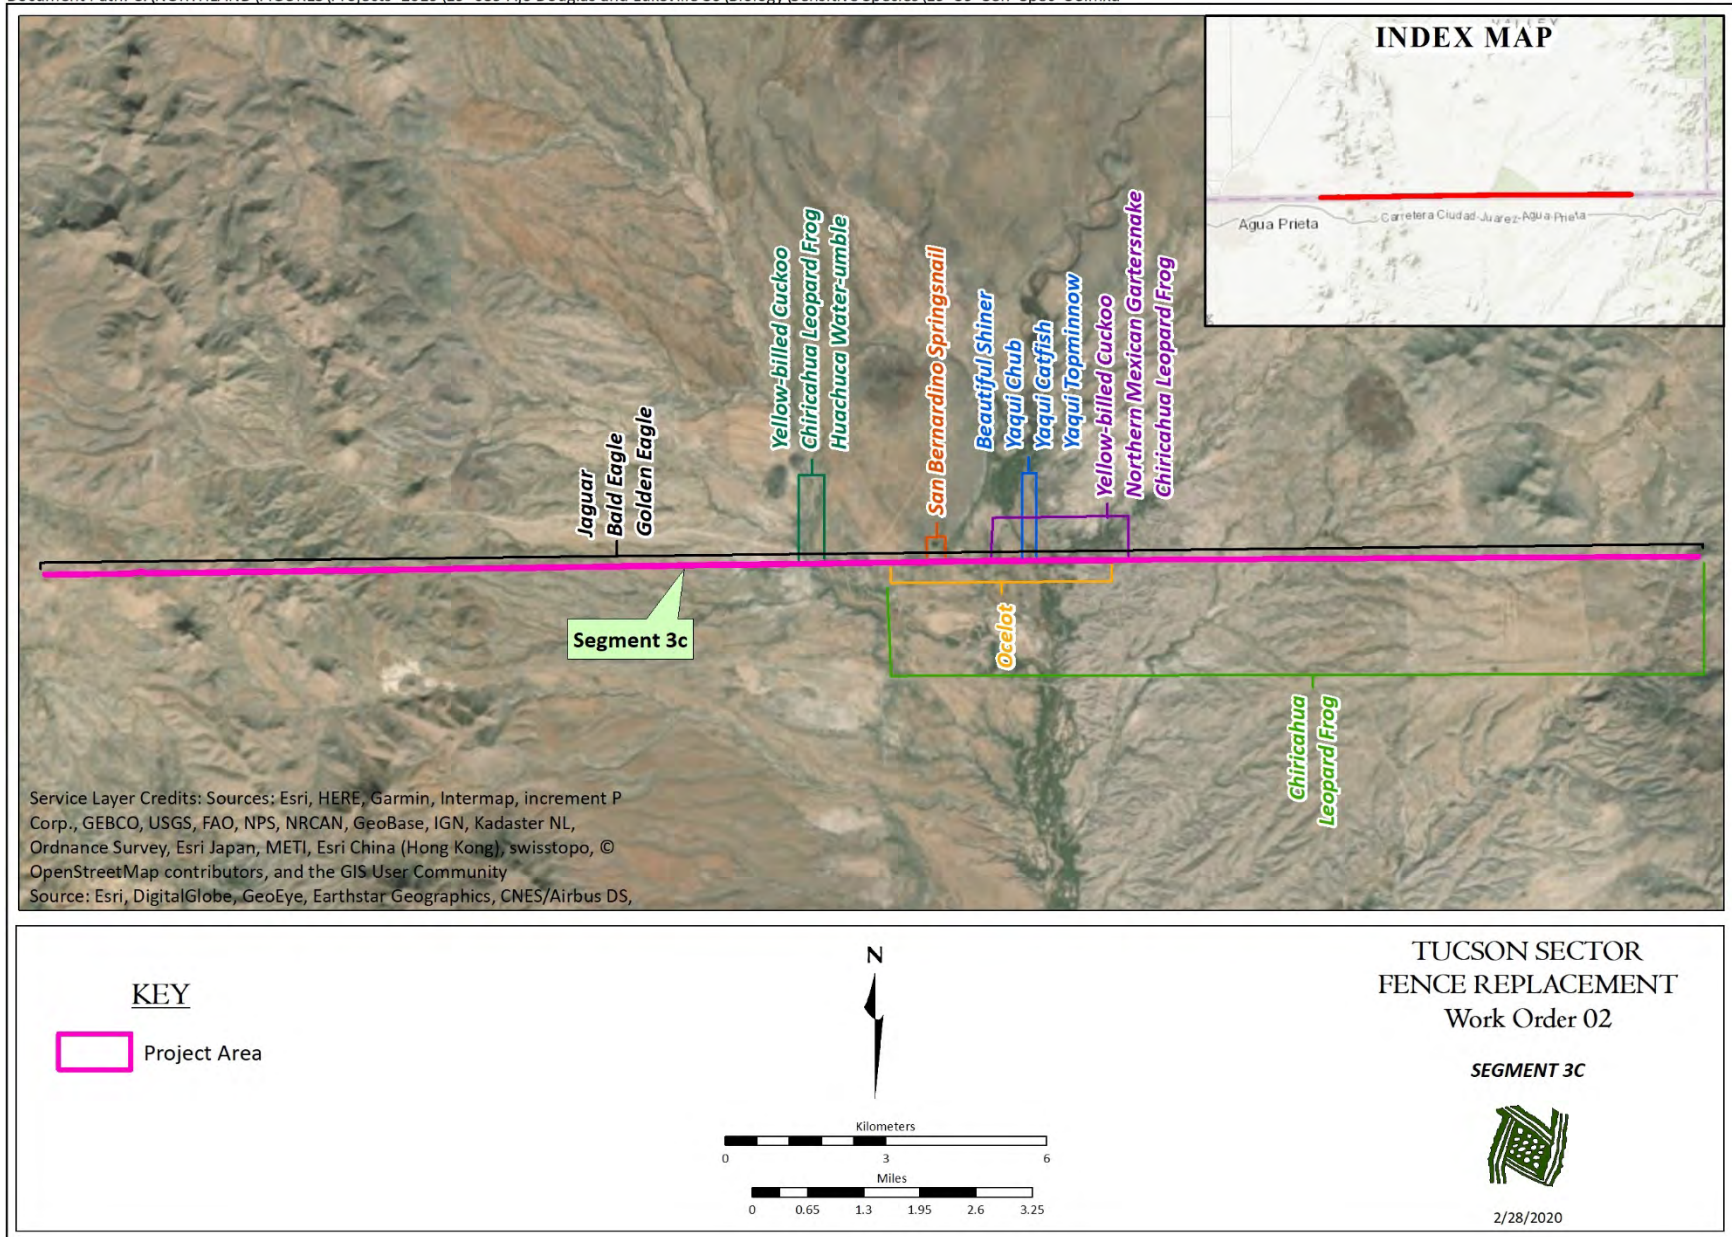 INDEX MAP
Agua Prieta
Carretera Ciudad-Juarez-Agua-Prieta
Yellow-billed Cuckoo
Chiricahua Leopard Frog
Huachuca Water-umble
San Bernardino Springsnail
Beautiful Shiner
Yaqui Chub
Yaqui Catfish
Yaqui Topminnow
Yellow-billed Cuckoo
Northern Mexican Gartersnake
Chiricahua Leopard Frog
Jaguar
Bald Eagle
Golden Eagle
Segment 3c
Ocelot
Chiricahua
Leopard Frog
Service Layer Credits: Sources: Esri, HERE, Garmin, Intermap, increment P
Corp., GEBCO, USGS, FAO, NPS, NRCAN, GeoBase, IGN, Kadaster NL,
Ordnance Survey, Esri Japan, METI, Esri China (Hong Kong), swisstopo, ©
OpenStreetMap contributors, and the GIS User Community
Source: Esri, DigitalGlobe, GeoEye, Earthstar Geographics, CNES/Airbus DS,
KEY
Project Area
N
Kilometers
0 3 6
Miles
0 0.65 1.3 1.95 2.6 3.25
TUCSON SECTOR
FENCE REPLACEMENT
Work Order 02
SEGMENT 3C
2/28/2020